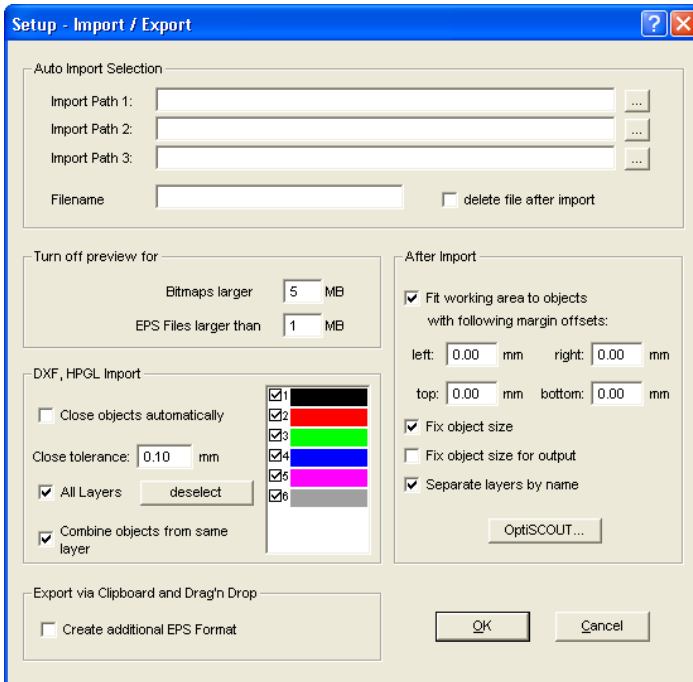 Setup - Import / Export
Auto Import Selection
Import Path 1: ...
Import Path 2: ...
Import Path 3: ...
Filename delete file after import
Turn off preview for
Bitmaps larger 5 MB
EPS Files larger than 1 MB
DXF, HPGL Import
Close objects automatically
Close tolerance: 0.10 mm
All Layers deselect
Combine objects from same
layer
1
2
3
4
5
6
After Import
Fit working area to objects
with following margin offsets:
left: 0.00 mm right: 0.00 mm
top: 0.00 mm bottom: 0.00 mm
Fix object size
Fix object size for output
Separate layers by name
OptiSCOUT...
Export via Clipboard and Drag'n Drop
Create additional EPS Format
OK Cancel